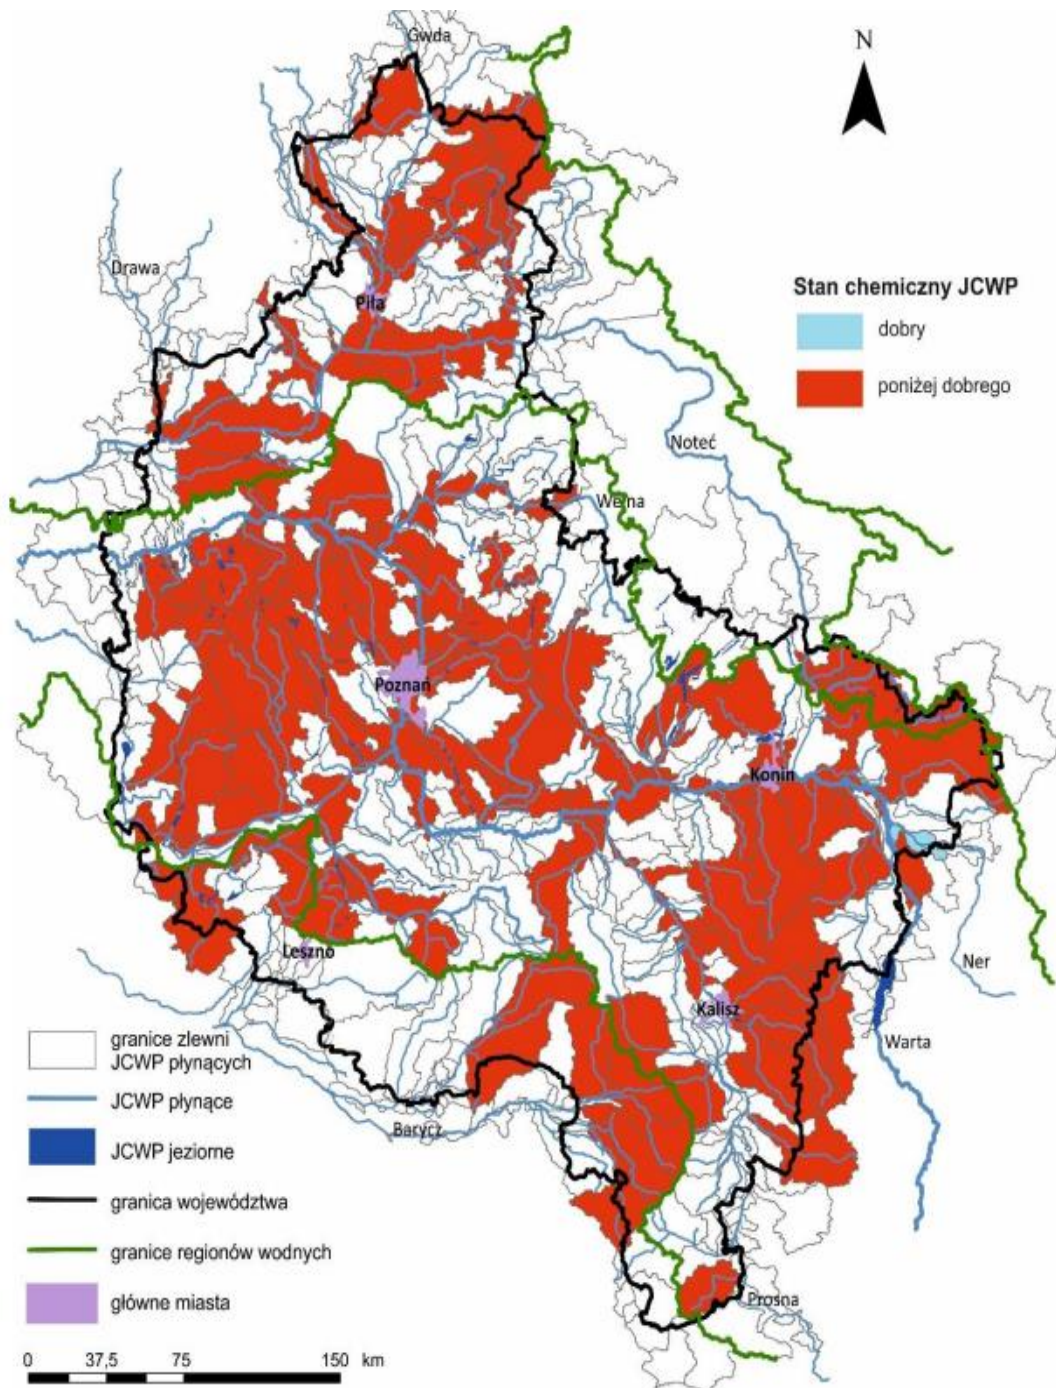 Gwda
N
Drawa
Stan chemiczny JCWP
dobry
poniżej dobrego
Piła
Noteć
Wełna
Poznań
Konin
Leszno
Ner
Kalisz
Warta
granice zlewni
JCWP płynących
JCWP płynące
Barycz
JCWP jeziorne
granica województwa
granice regionów wodnych
główne miasta
Prosna
0 37,5 75 150 km